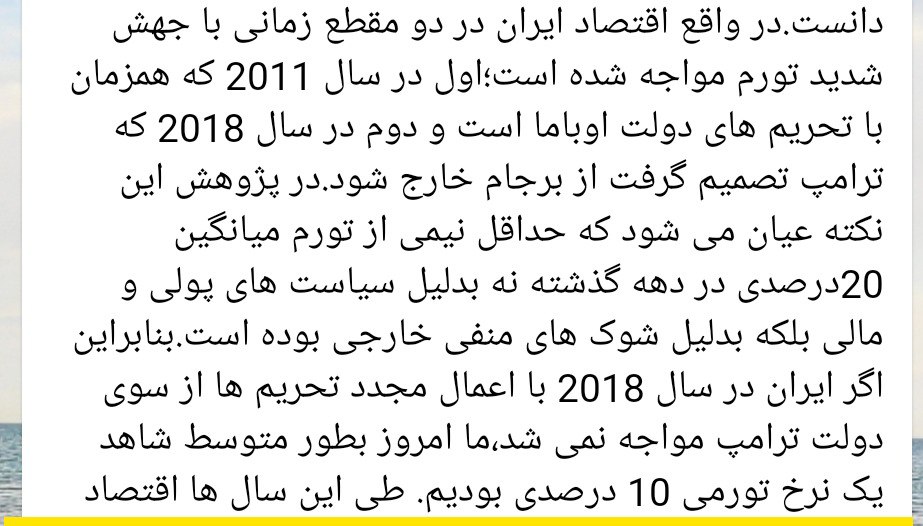 دانست.در واقع اقتصاد ایران در دو مقطع زمانی با جهش
شدید تورم مواجه شده است؛اول در سال 2011 که همزمان
با تحریم های دولت اوباما است و دوم در سال 2018 که
ترامپ تصمیم گرفت از برجام خارج شود.در پژوهش این
نکته عیان می شود که حداقل نیمی از تورم میانگین
20درصدی در دهه گذشته نه بدلیل سیاست های پولی و
مالی بلکه بدلیل شوک های منفی خارجی بوده است.بنابراین
اگر ایران در سال 2018 با اعمال مجدد تحریم ها از سوی
دولت ترامپ مواجه نمی شد،ما امروز بطور متوسط شاهد
یک نرخ تورمی 10 درصدی بودیم. طی این سال ها اقتصاد